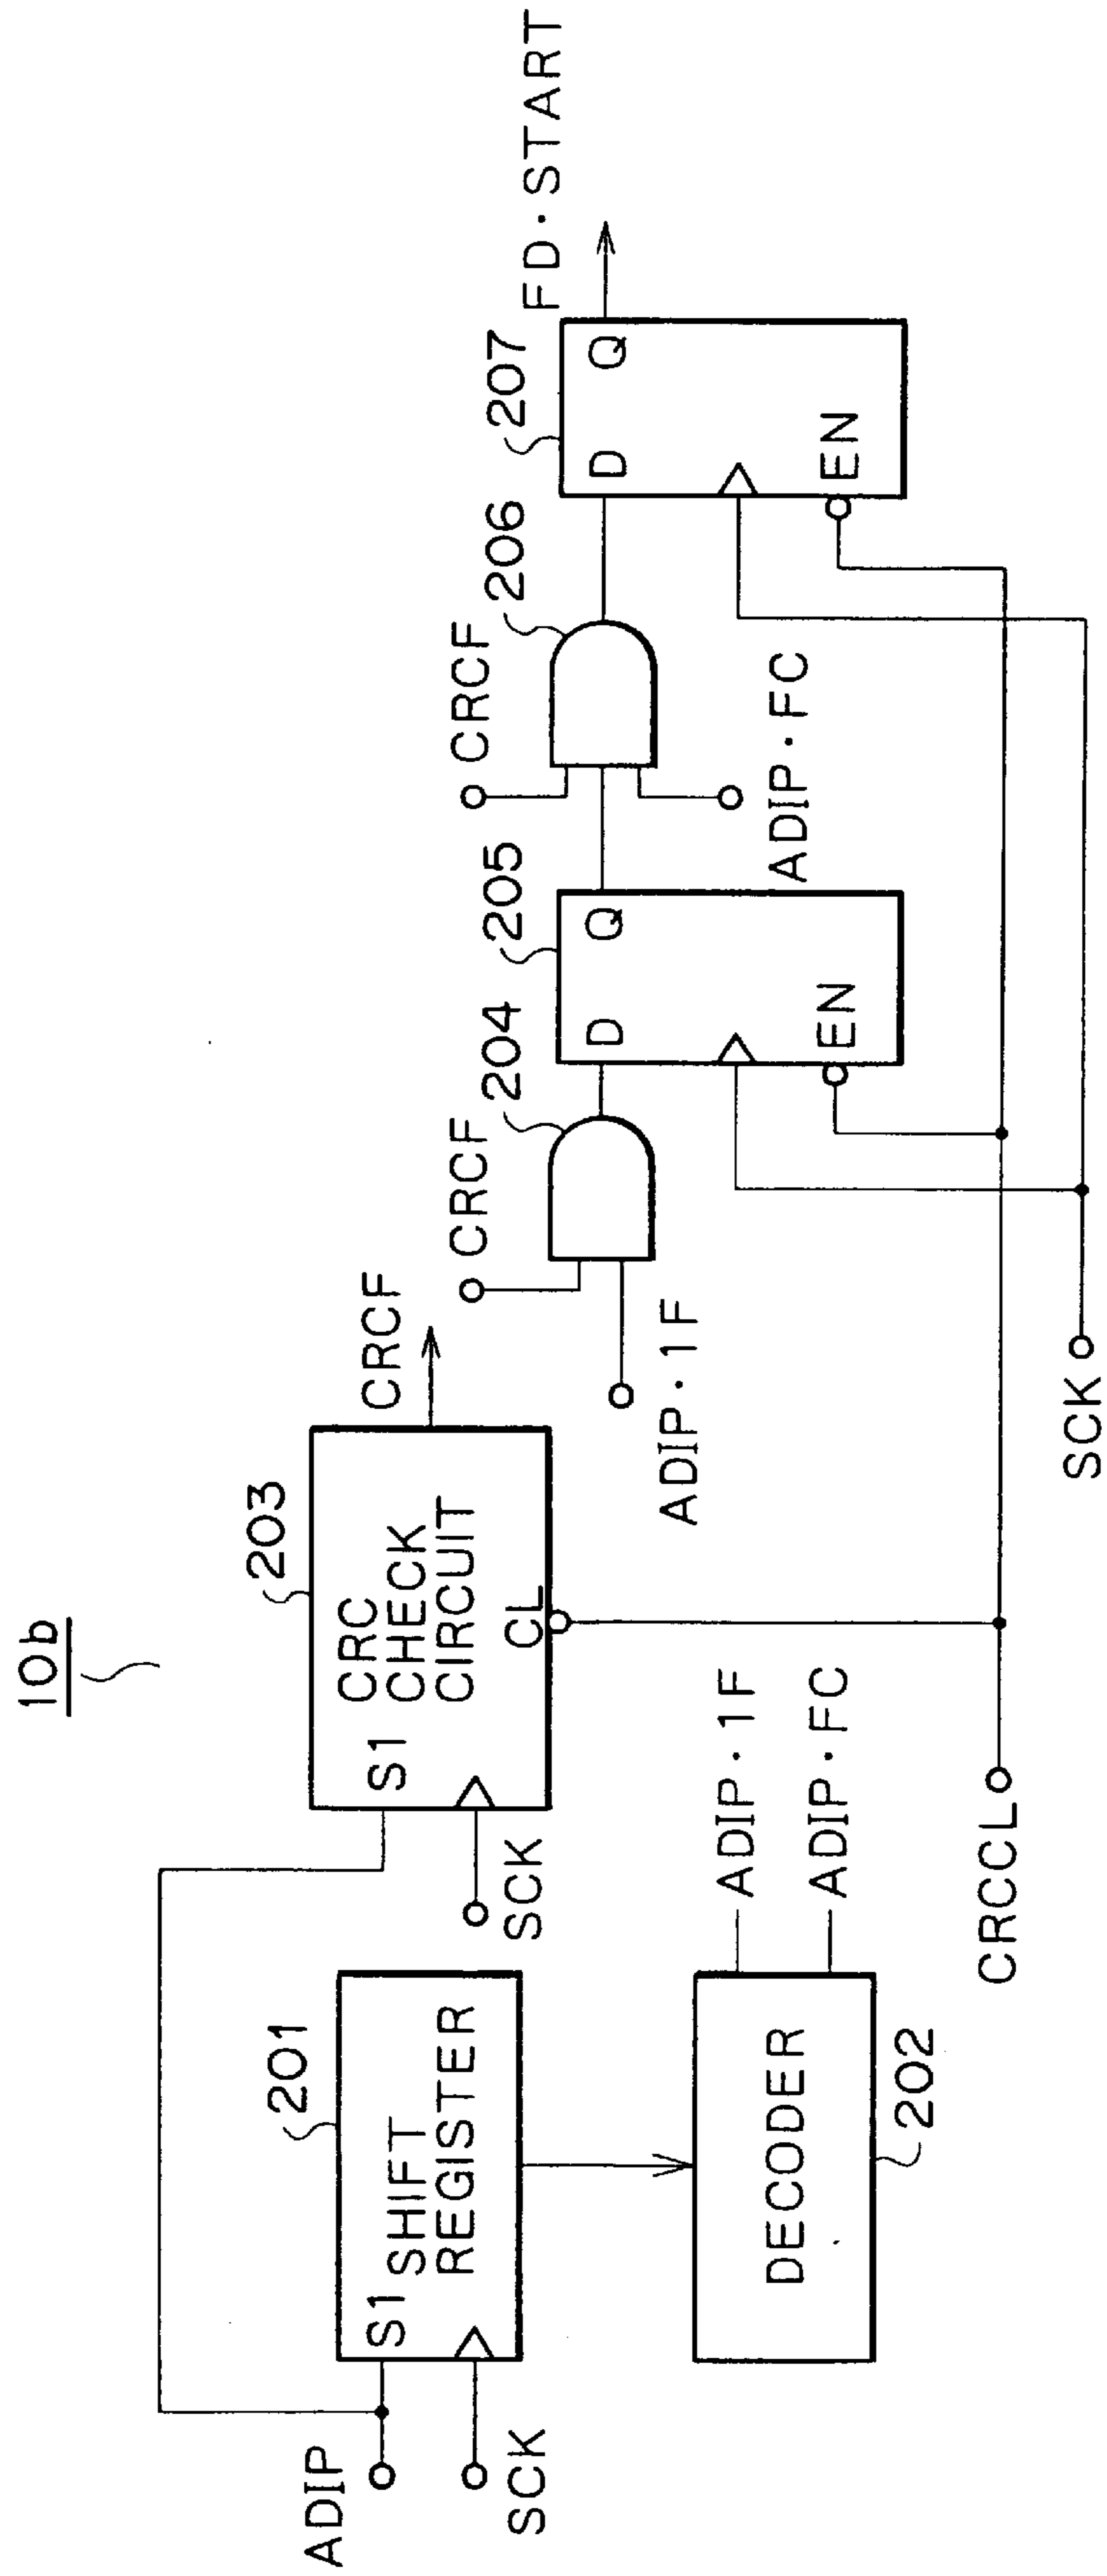 10b
ADIP
S1
SHIFT
REGISTER
201
SCK
DECODER
202
ADIP·1F
ADIP·FC
S1
CRC
CHECK
CIRCUIT
CL
203
SCK
CRCF
CRCCL
CRCF
204
ADIP·1F
D
Q
EN
205
SCK
CRCF
206
ADIP·FC
D
Q
EN
207
FD·START